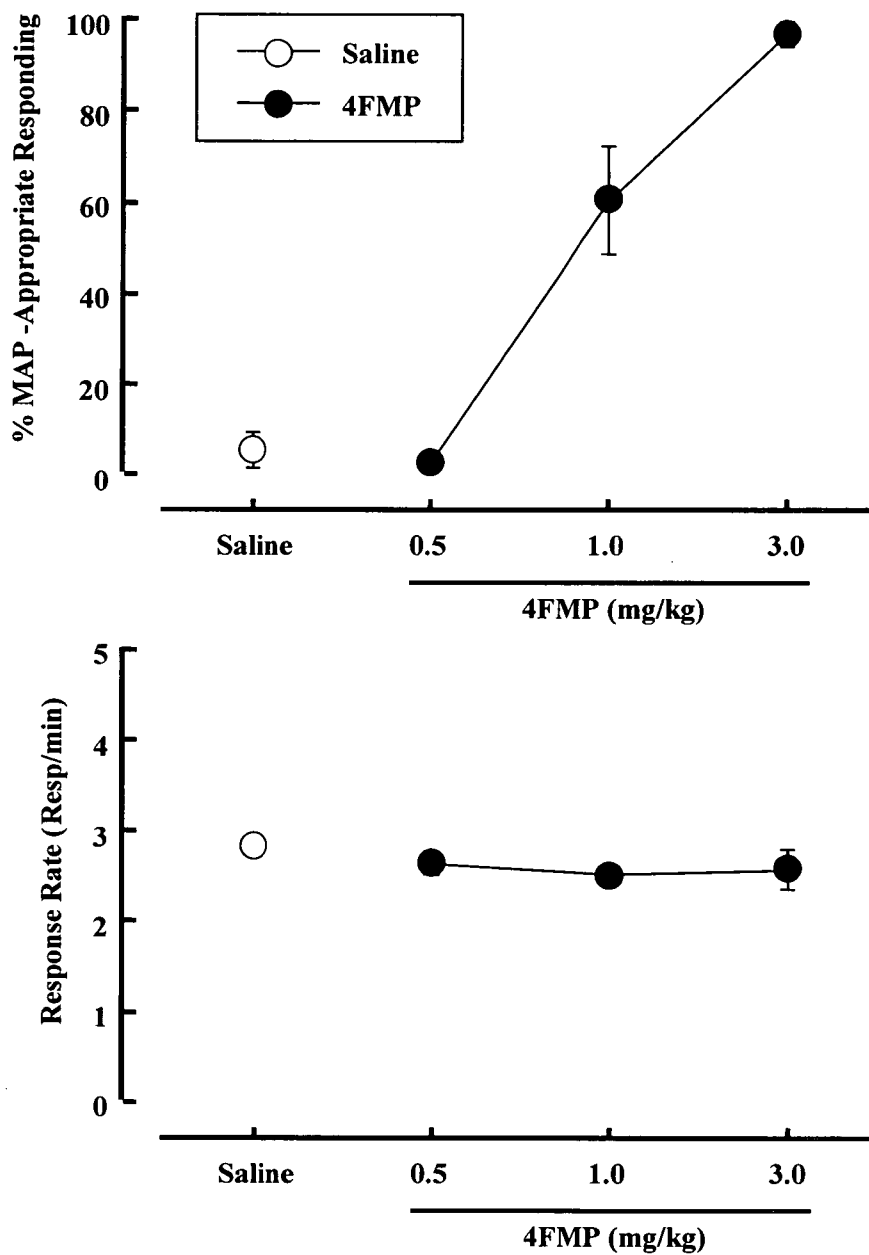 % MAP -Appropriate Responding
100
80
60
40
20
0
Saline
4FMP
Saline
0.5
1.0
3.0
4FMP (mg/kg)
Response Rate (Resp/min)
5
4
3
2
1
0
Saline
0.5
1.0
3.0
4FMP (mg/kg)